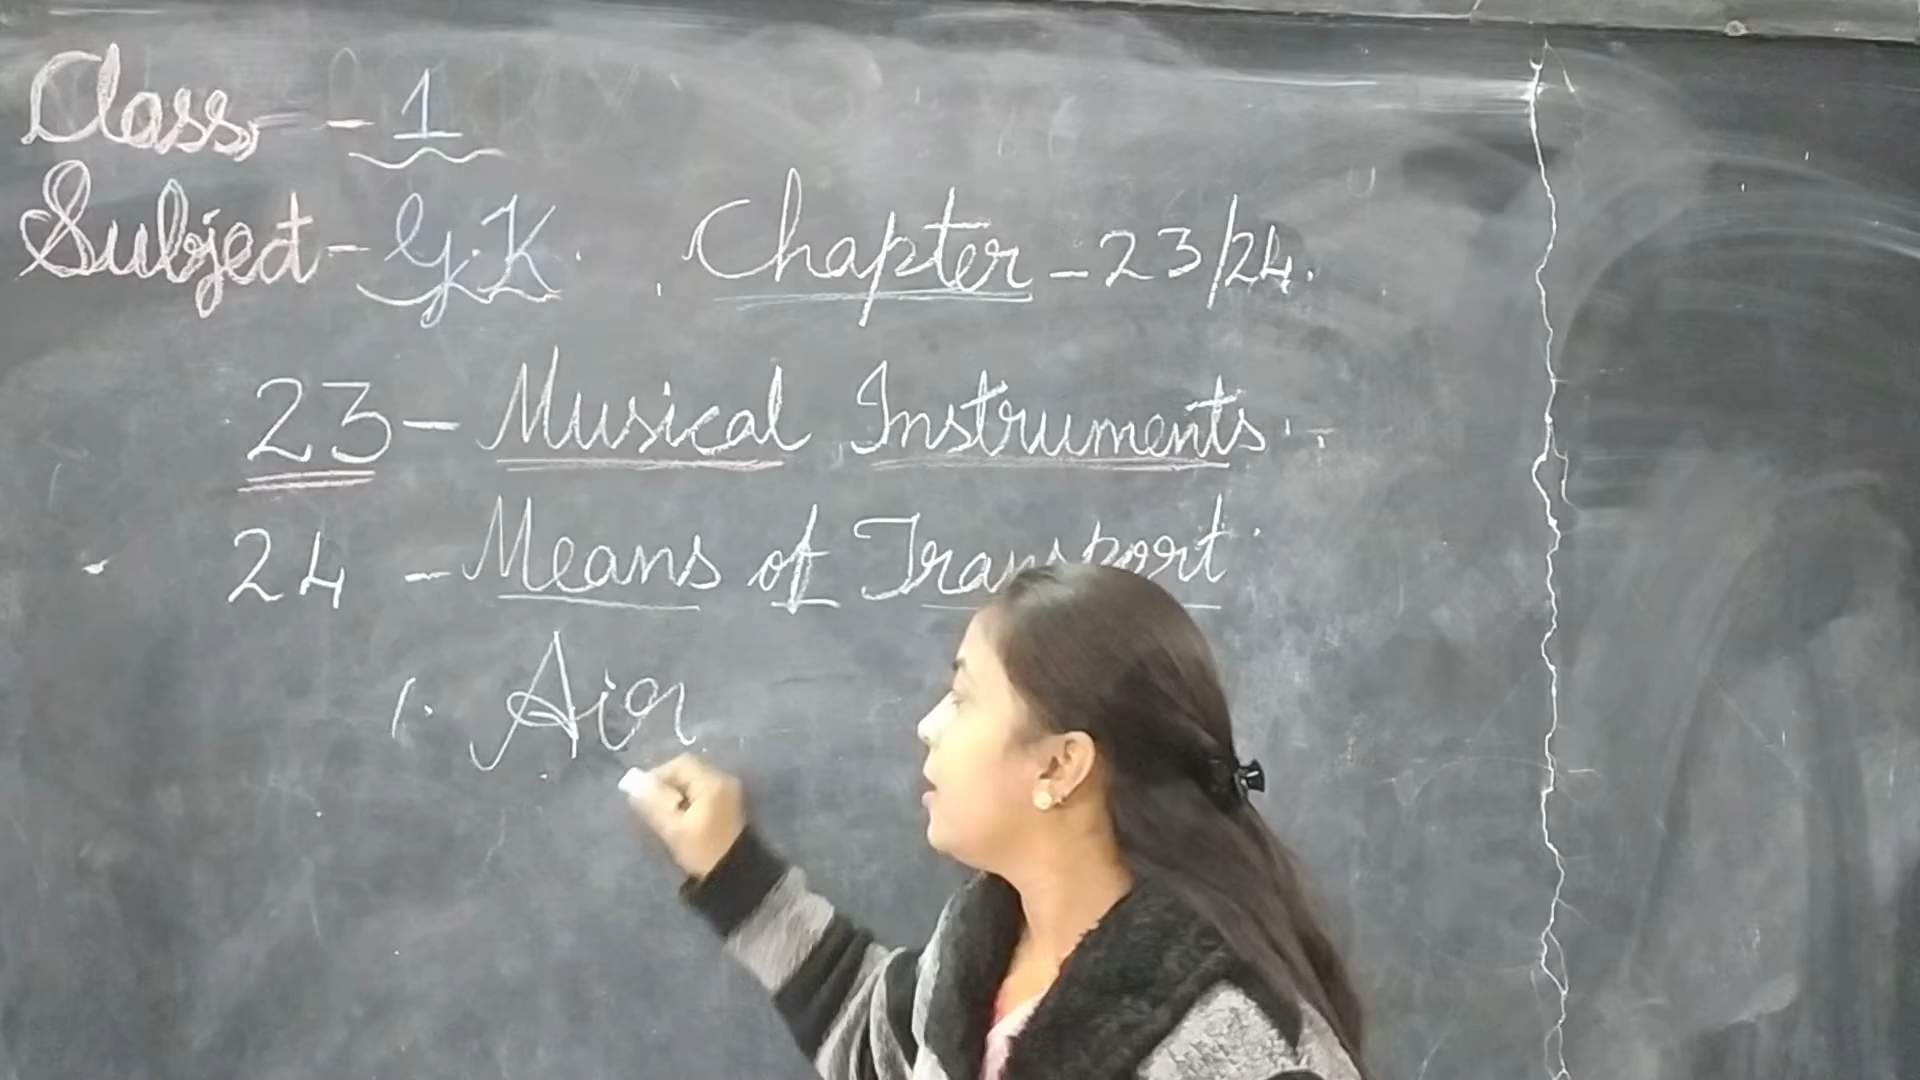 Class - 1
Subject - G.K. Chapter - 23/24.
23 - Musical Instruments.
24 - Means of Transport.
1. Air